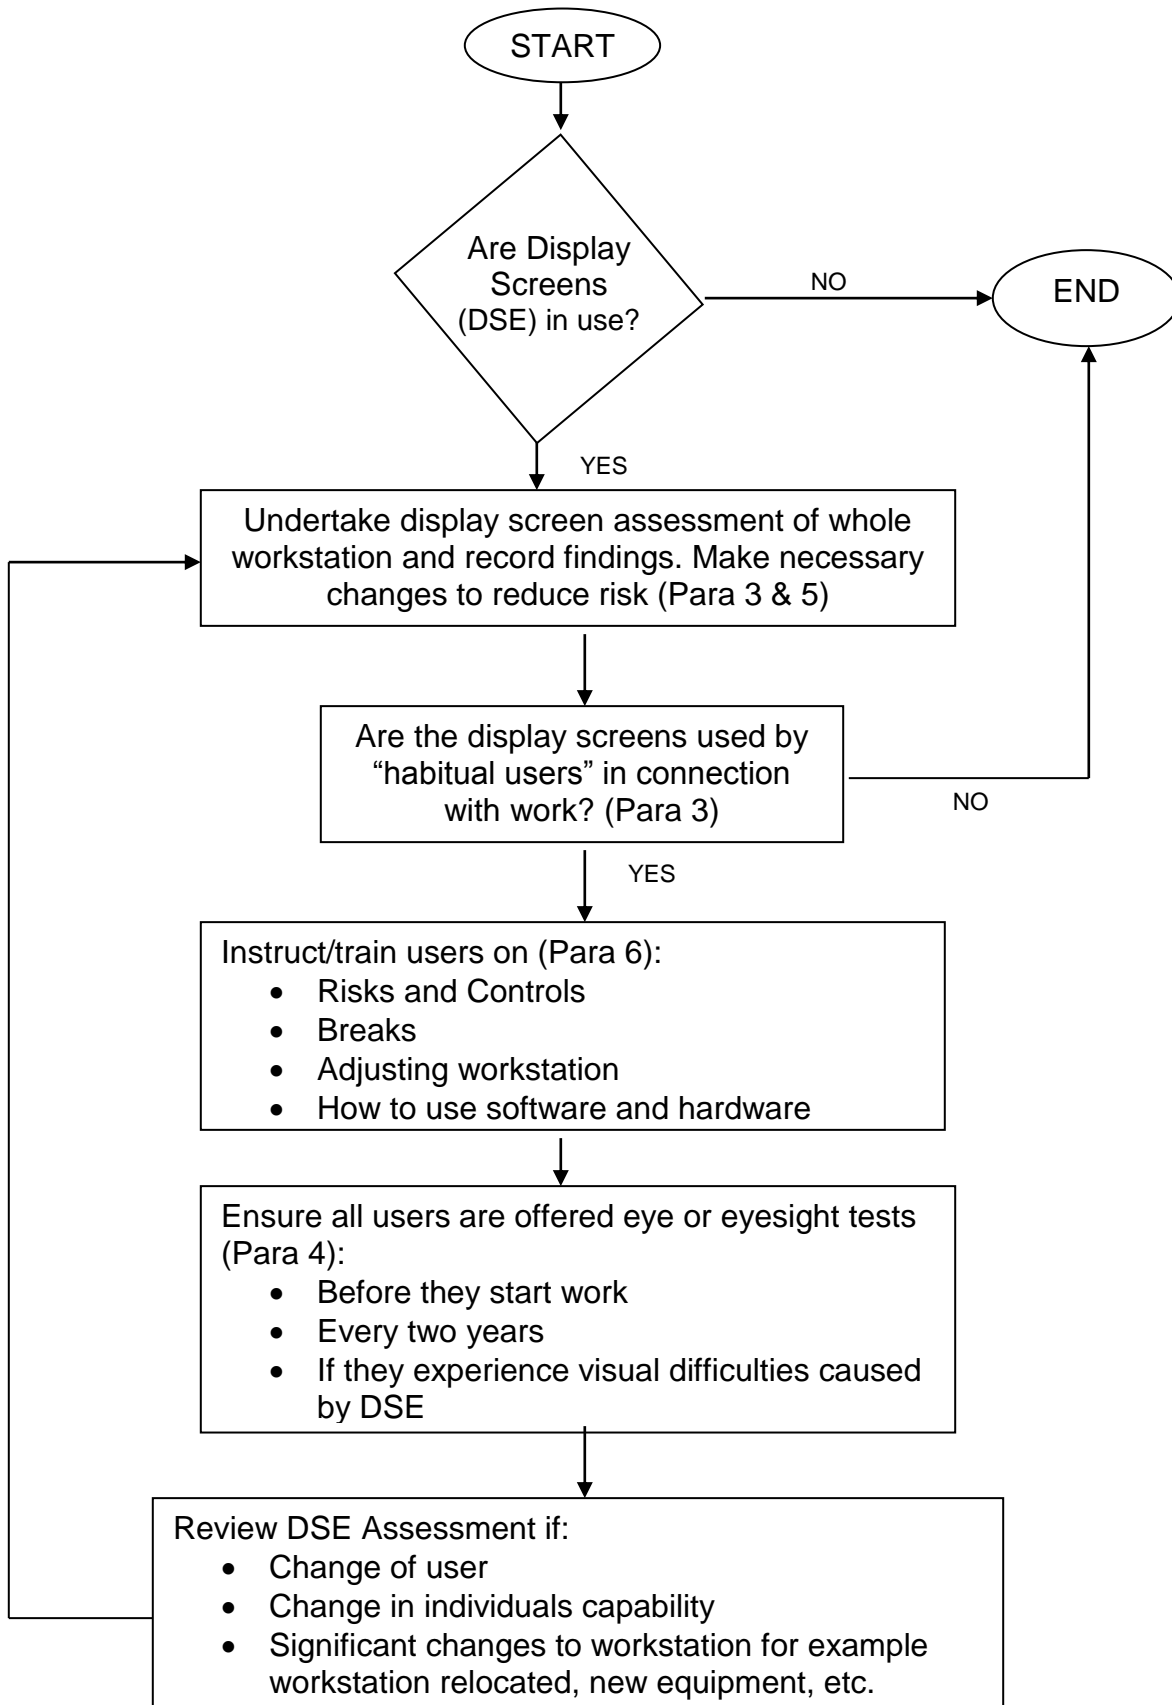 START
Are Display
Screens
(DSE) in use?
NO
END
YES
Undertake display screen assessment of whole
workstation and record findings. Make necessary
changes to reduce risk (Para 3 & 5)
Are the display screens used by
“habitual users” in connection
with work? (Para 3)
NO
YES
Instruct/train users on (Para 6):
• Risks and Controls
• Breaks
• Adjusting workstation
• How to use software and hardware
Ensure all users are offered eye or eyesight tests
(Para 4):
• Before they start work
• Every two years
• If they experience visual difficulties caused
by DSE
Review DSE Assessment if:
• Change of user
• Change in individuals capability
• Significant changes to workstation for example
workstation relocated, new equipment, etc.